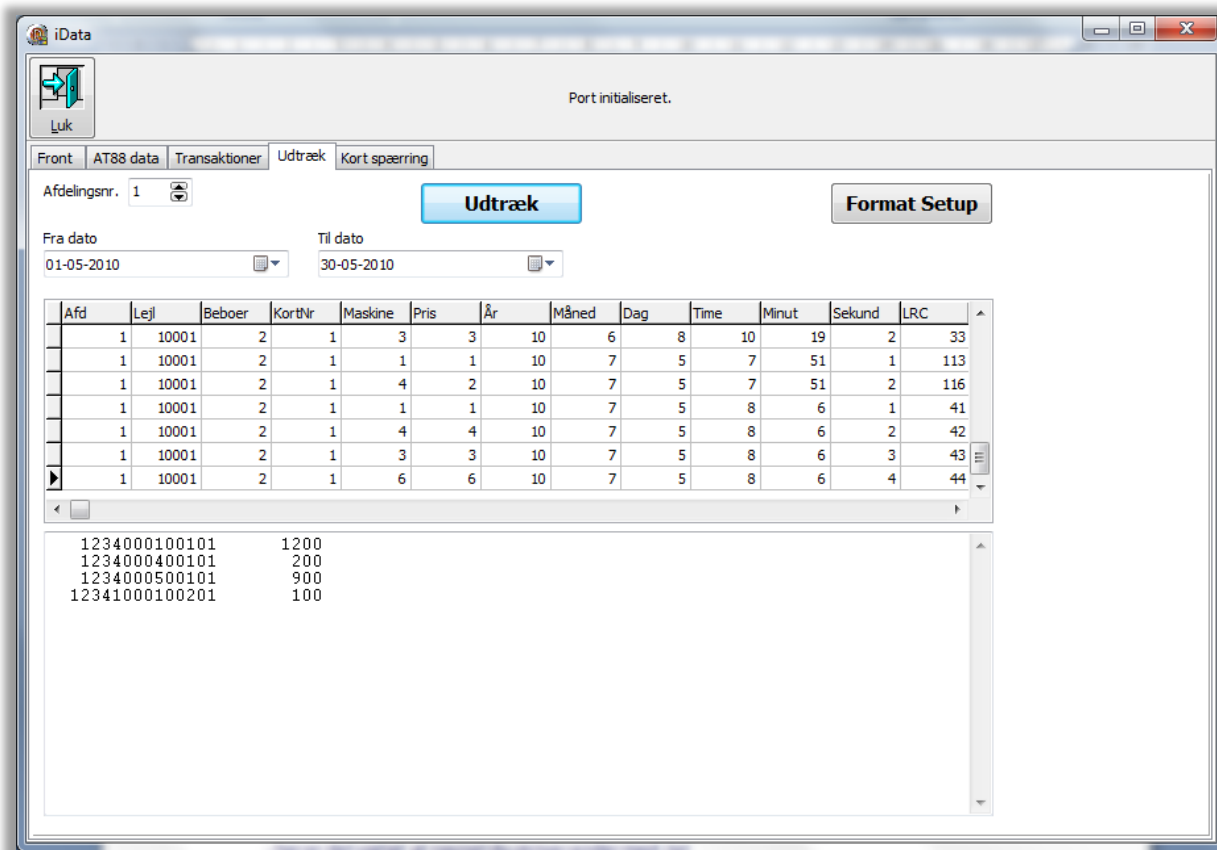 iData
Port initialiseret.
Luk
Front AT88 data Transaktioner Udtræk Kort spærring
Afdelingsnr. 1 Udtræk Format Setup
Fra dato Til dato
01-05-2010 30-05-2010
Afd Lejl Beboer KortNr Maskine Pris År Måned Dag Time Minut Sekund LRC
1 10001 2 1 3 3 10 6 8 10 19 2 33
1 10001 2 1 1 1 10 7 5 7 51 1 113
1 10001 2 1 4 2 10 7 5 7 51 2 116
1 10001 2 1 1 1 10 7 5 8 6 1 41
1 10001 2 1 4 4 10 7 5 8 6 2 42
1 10001 2 1 3 3 10 7 5 8 6 3 43
1 10001 2 1 6 6 10 7 5 8 6 4 44
1234000100101 1200
1234000400101 200
1234000500101 900
12341000100201 100